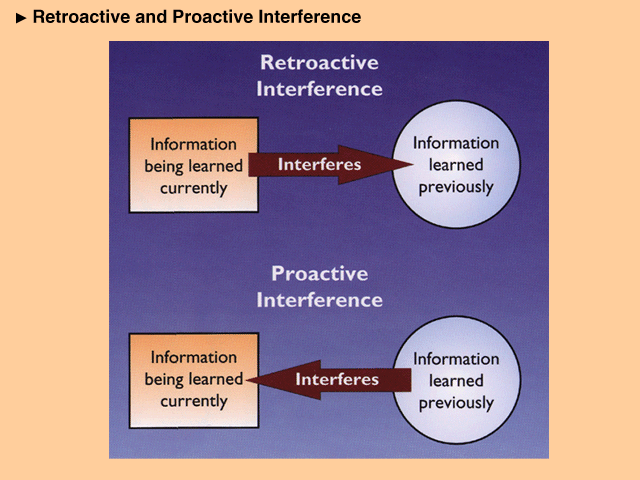 ► Retroactive and Proactive Interference
Retroactive
Interference
Information
being learned
currently
Interferes
Information
learned
previously
Proactive
Interference
Information
being learned
currently
Interferes
Information
learned
previously